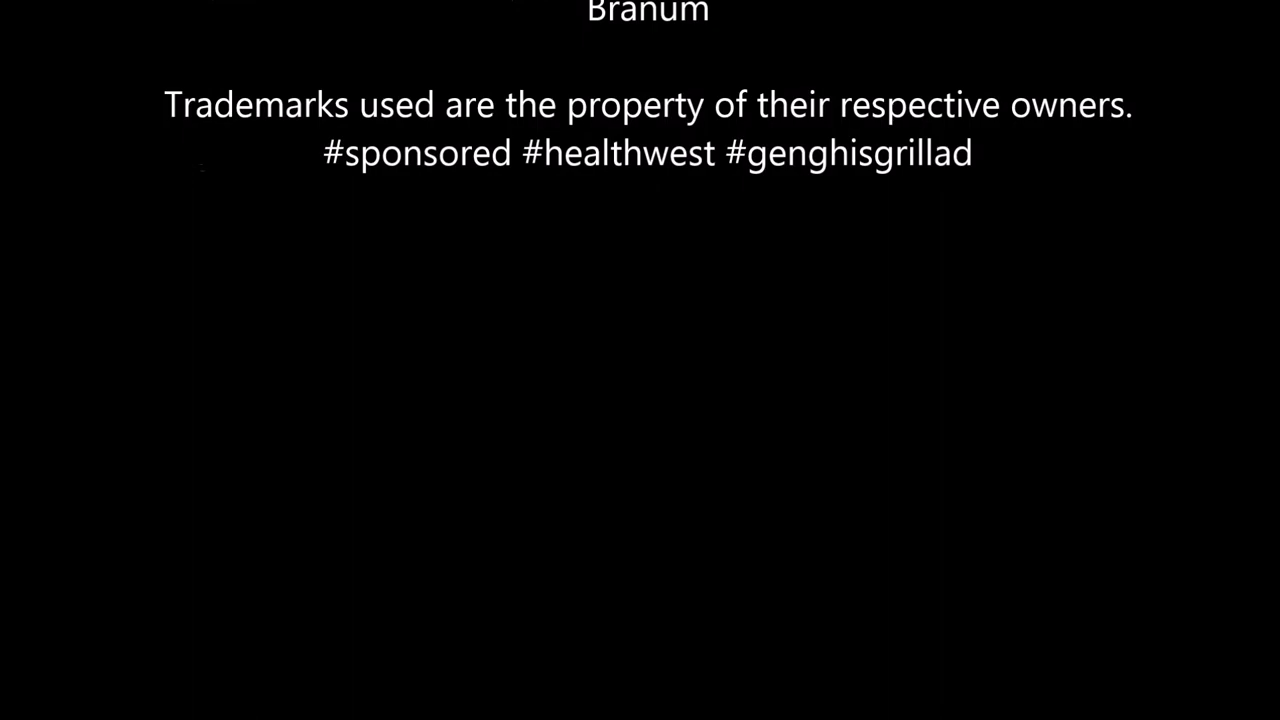 Branum
Trademarks used are the property of their respective owners.
#sponsored #healthwest #genghisgrillad